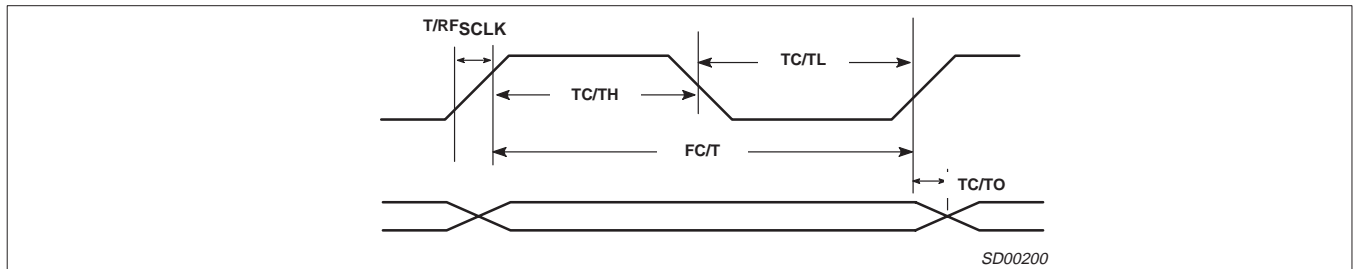 T/RFSCLK
TC/TL
TC/TH
FC/T
TC/TO
SD00200